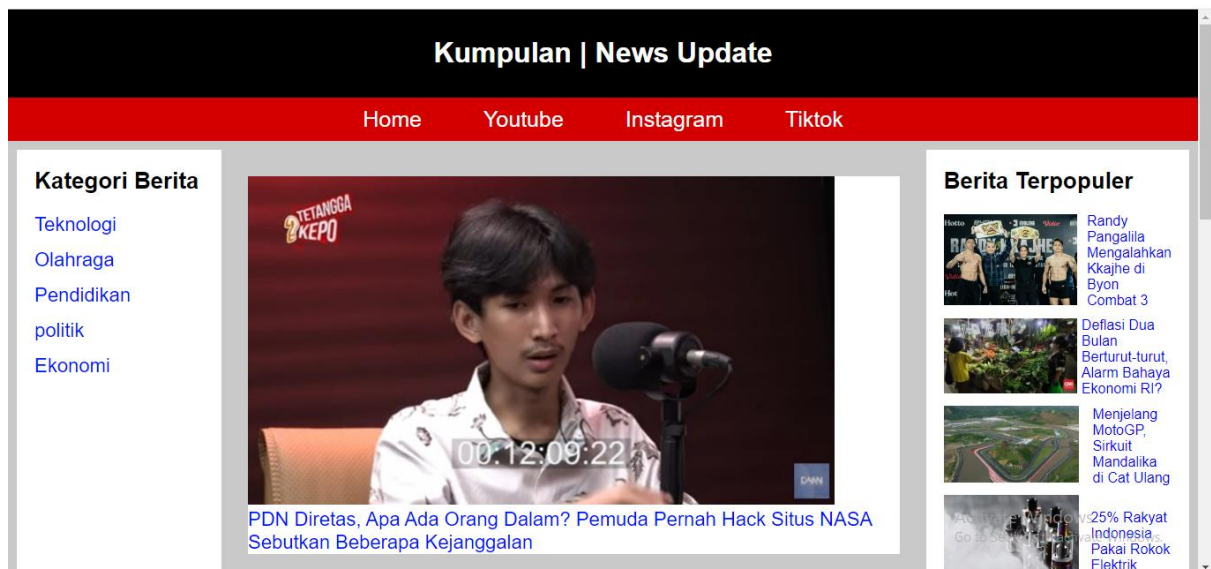 Kumpulan | News Update
Home Youtube Instagram Tiktok
Kategori Berita
Teknologi
Olahraga
Pendidikan
politik
Ekonomi
TETANGGA
KEPO
00:12:09:22
PDN Diretas, Apa Ada Orang Dalam? Pemuda Pernah Hack Situs NASA
Sebutkan Beberapa Kejanggalan
Berita Terpopuler
Randy
Pangalila
Mengalahkan
Kkajhe di
Byon
Combat 3
Deflasi Dua
Bulan
Berturut-turut,
Alarm Bahaya
Ekonomi RI?
Menjelang
MotoGP,
Sirkuit
Mandalika
di Cat Ulang
25% Rakyat
Indonesia
Pakai Rokok
Elektrik
Activate Windows